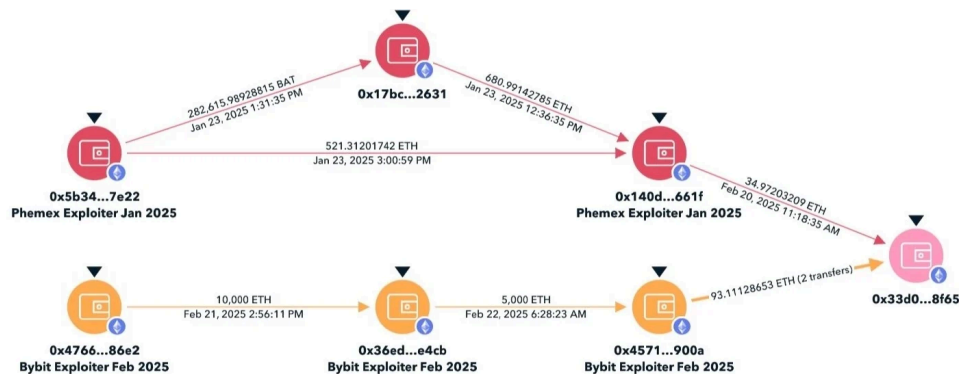 0x17bc...2631
282,615.98928815 BAT
Jan 23, 2025 1:31:35 PM
680.99142785 ETH
Jan 23, 2025 12:36:35 PM
521.31201742 ETH
Jan 23, 2025 3:00:59 PM
0x5b34...7e22
Phemex Exploiter Jan 2025
0x140d...661f
Phemex Exploiter Jan 2025
34.97203209 ETH
Feb 20, 2025 11:18:35 AM
0x33d0...8f65
93.11128653 ETH (2 transfers)
10,000 ETH
Feb 21, 2025 2:56:11 PM
5,000 ETH
Feb 22, 2025 6:28:23 AM
0x4766...86e2
Bybit Exploiter Feb 2025
0x36ed...e4cb
Bybit Exploiter Feb 2025
0x4571...900a
Bybit Exploiter Feb 2025